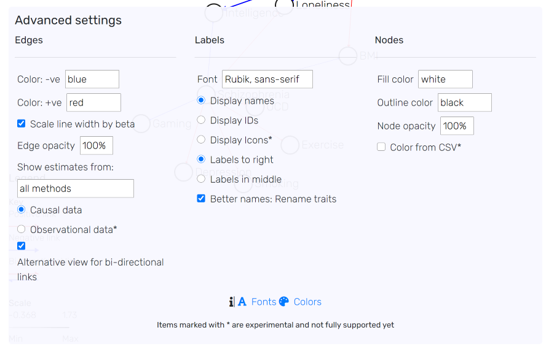 Loneliness
Advanced settings
Edges
Labels
Nodes
Color: -ve blue
Color: +ve red
Scale line width by beta
Edge opacity 100%
Show estimates from:
all methods
Causal data
Observational data*
Alternative view for bi-directional
links
Font Rubik, sans-serif
Display names
Display IDs
Display Icons*
Labels to right
Labels in middle
Better names: Rename traits
Fill color white
Outline color black
Node opacity 100%
Color from CSV*
Fonts Colors
Items marked with * are experimental and not fully supported yet